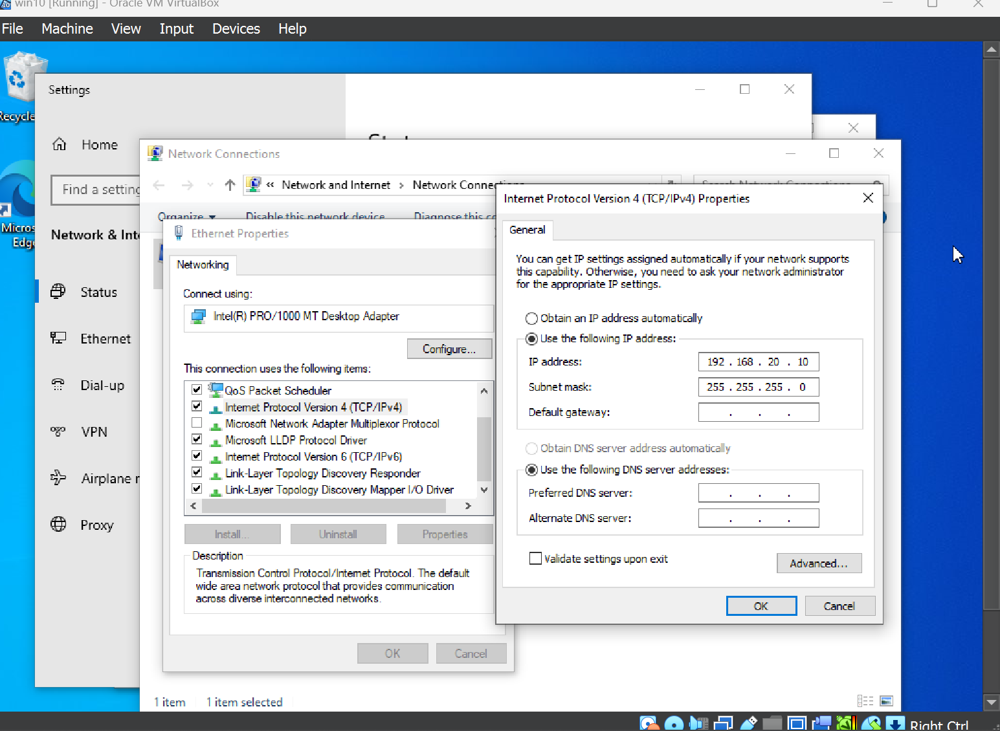 win10 [Running] - Oracle VM VirtualBox
File Machine View Input Devices Help
Recycle
Micros
Edge
Settings
Home
Find a setting
Network & Inte
Status
Ethernet
Dial-up
VPN
Airplane
Proxy
Network Connections
« Network and Internet › Network Connections
Search Network Connections
Organize Disable this network device Diagnose this co
Ethernet Properties
Networking
Connect using:
Intel(R) PRO/1000 MT Desktop Adapter
Configure...
This connection uses the following items:
QoS Packet Scheduler
Internet Protocol Version 4 (TCP/IPv4)
Microsoft Network Adapter Multiplexor Protocol
Microsoft LLDP Protocol Driver
Internet Protocol Version 6 (TCP/IPv6)
Link-Layer Topology Discovery Responder
Link-Layer Topology Discovery Mapper I/O Driver
Install... Uninstall Properties
Description
Transmission Control Protocol/Internet Protocol. The default
wide area network protocol that provides communication
across diverse interconnected networks.
OK Cancel
Internet Protocol Version 4 (TCP/IPv4) Properties
General
You can get IP settings assigned automatically if your network supports
this capability. Otherwise, you need to ask your network administrator
for the appropriate IP settings.
Obtain an IP address automatically
Use the following IP address:
IP address: 192 . 168 . 20 . 10
Subnet mask: 255 . 255 . 255 . 0
Default gateway: . . .
Obtain DNS server address automatically
Use the following DNS server addresses:
Preferred DNS server: . . .
Alternate DNS server: . . .
Validate settings upon exit
Advanced...
OK Cancel
1 item 1 item selected
Right Ctrl